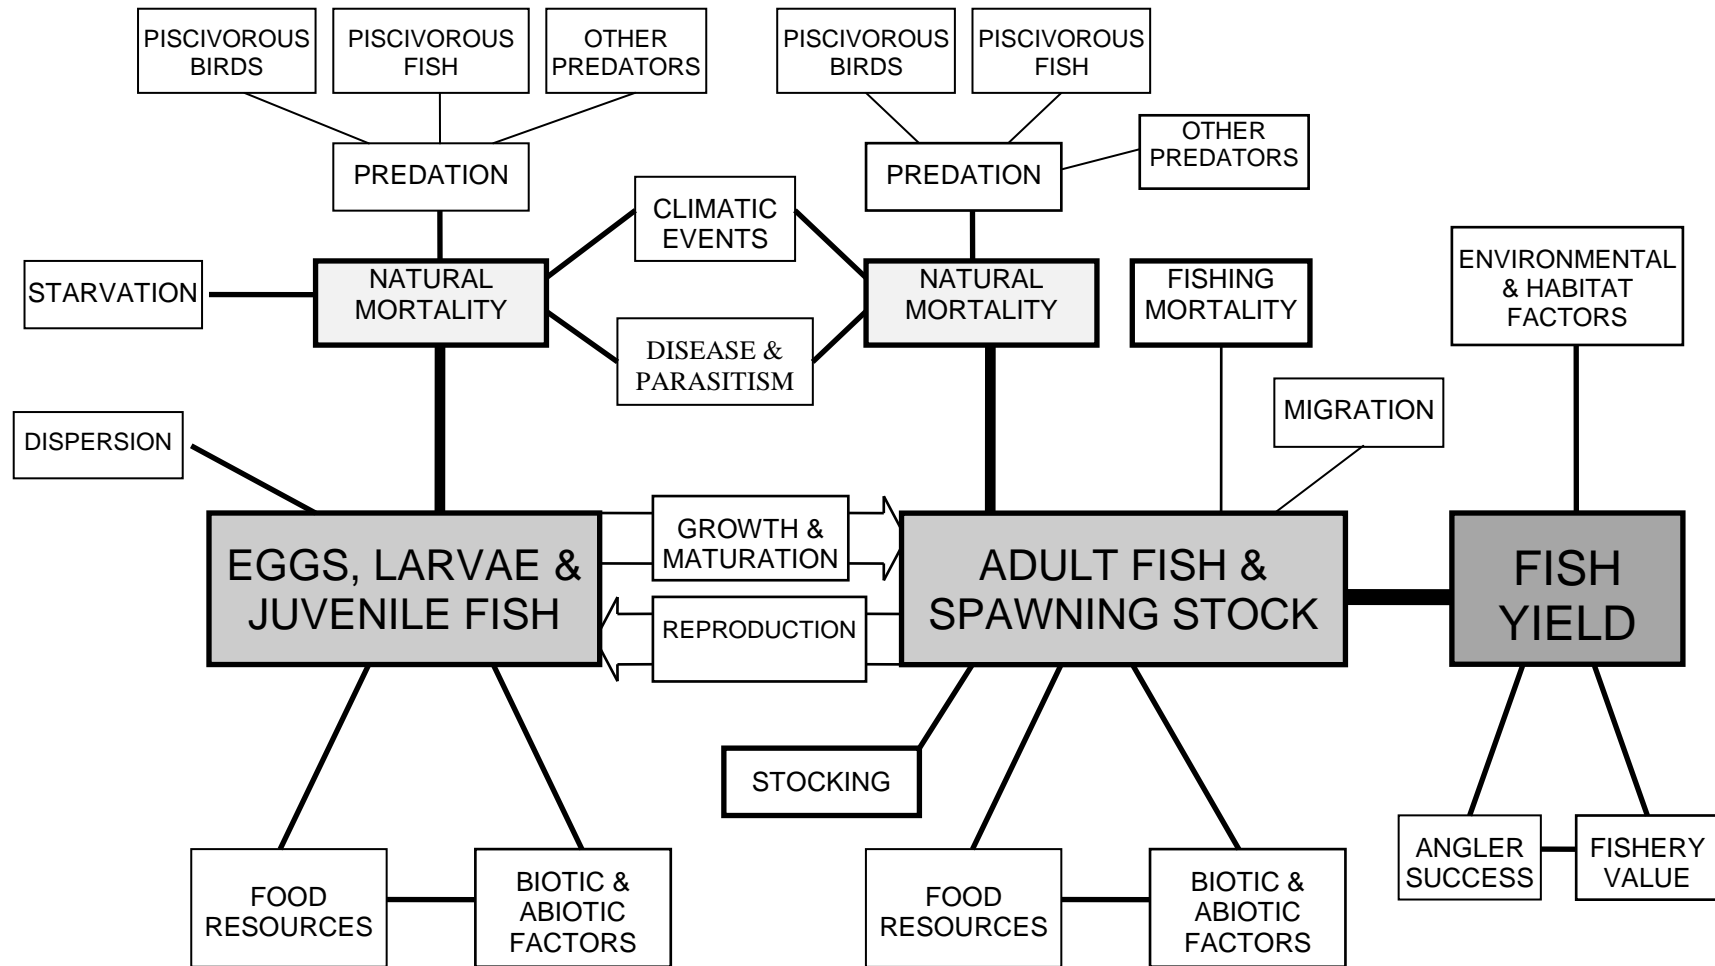 PISCIVOROUS
BIRDS
PISCIVOROUS
FISH
OTHER
PREDATORS
PISCIVOROUS
BIRDS
PISCIVOROUS
FISH
OTHER
PREDATORS
PREDATION
PREDATION
CLIMATIC
EVENTS
STARVATION
NATURAL
MORTALITY
NATURAL
MORTALITY
FISHING
MORTALITY
ENVIRONMENTAL
& HABITAT
FACTORS
DISEASE &
PARASITISM
MIGRATION
DISPERSION
EGGS, LARVAE &
JUVENILE FISH
GROWTH &
MATURATION
REPRODUCTION
ADULT FISH &
SPAWNING STOCK
FISH
YIELD
STOCKING
FOOD
RESOURCES
BIOTIC &
ABIOTIC
FACTORS
FOOD
RESOURCES
BIOTIC &
ABIOTIC
FACTORS
ANGLER
SUCCESS
FISHERY
VALUE